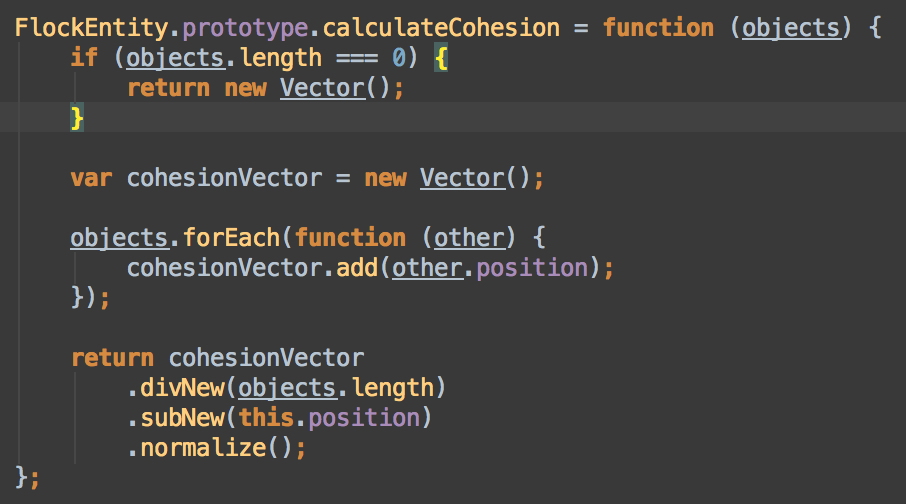 FlockEntity.prototype.calculateCohesion = function (objects) {
    if (objects.length === 0) {
        return new Vector();
    }

    var cohesionVector = new Vector();

    objects.forEach(function (other) {
        cohesionVector.add(other.position);
    });

    return cohesionVector
        .divNew(objects.length)
        .subNew(this.position)
        .normalize();
};